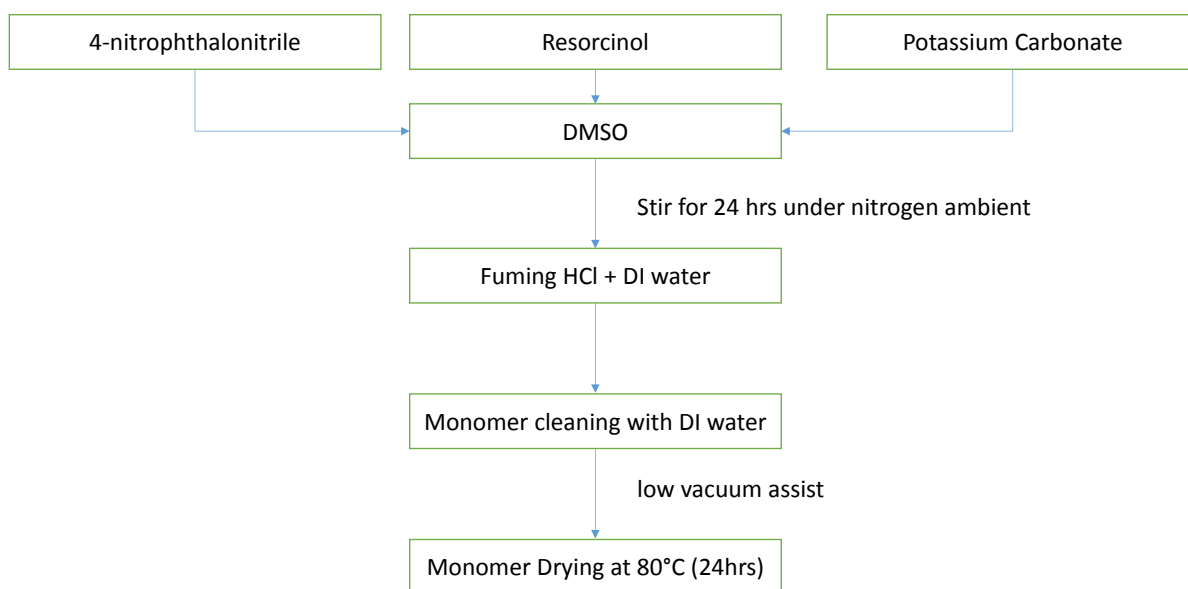 4-nitrophthalonitrile
Resorcinol
Potassium Carbonate
DMSO
Stir for 24 hrs under nitrogen ambient
Fuming HCl + DI water
Monomer cleaning with DI water
low vacuum assist
Monomer Drying at 80°C (24hrs)